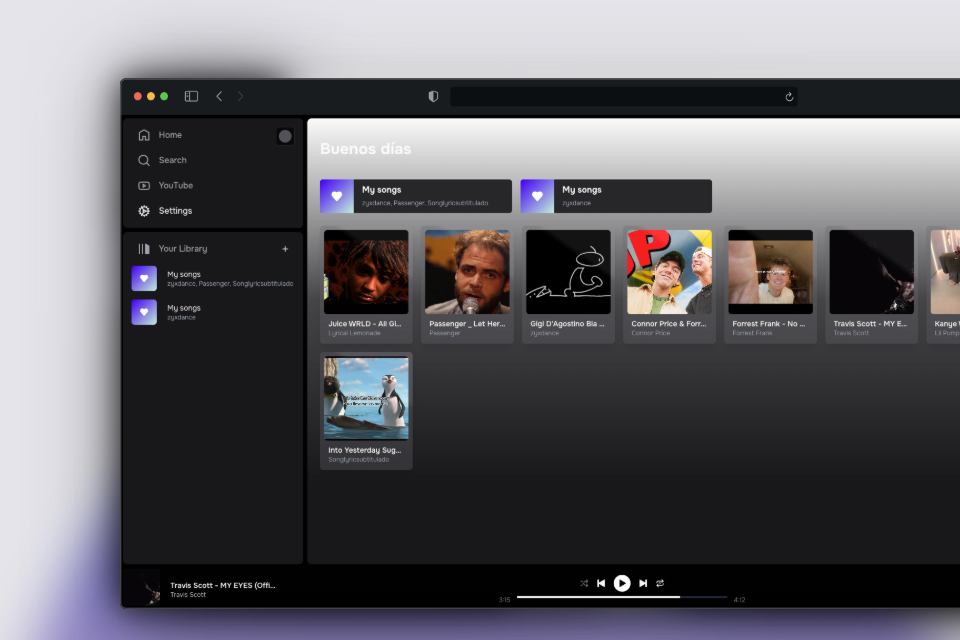 Home
Search
YouTube
Settings
Your Library
+
My songs
zyxdance, Passenger, Songlyricsubtitulado
My songs
zyxdance
Buenos días
My songs
zyxdance, Passenger, Songlyricsubtitulado
My songs
zyxdance
Juice WRLD - All Gi...
Lyrical Lemonade
Passenger _ Let Her...
Passenger
Gigi D'Agostino Bla ...
zyxdance
Connor Price & Forr...
Connor Price
Forrest Frank - No ...
Forrest Frank
Travis Scott - MY E...
Travis Scott
Kanye
Lil Pump
Into Yesterday Sug...
Songlyricsubtitulado
Travis Scott - MY EYES (Offi...
Travis Scott
3:15
4:12